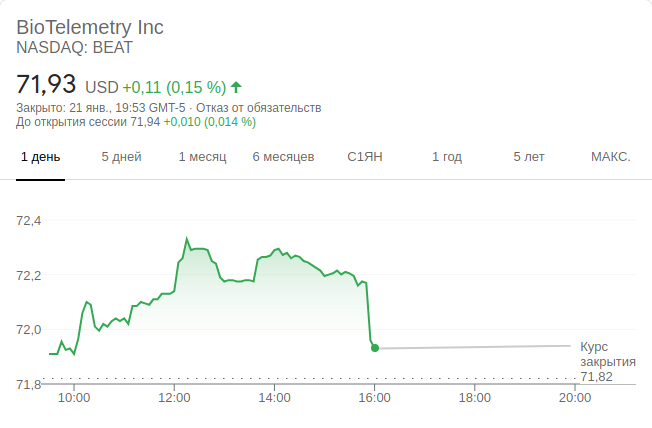 BioTelemetry Inc
NASDAQ: BEAT
71,93 USD +0,11 (0,15 %)
Закрыто: 21 янв., 19:53 GMT-5 · Отказ от обязательств
До открытия сессии 71,94 +0,010 (0,014 %)
1 день 5 дней 1 месяц 6 месяцев С1ЯН 1 год 5 лет МАКС.
72,4
72,2
72,0
Курс
закрытия
71,82
71,8
10:00 12:00 14:00 16:00 18:00 20:00